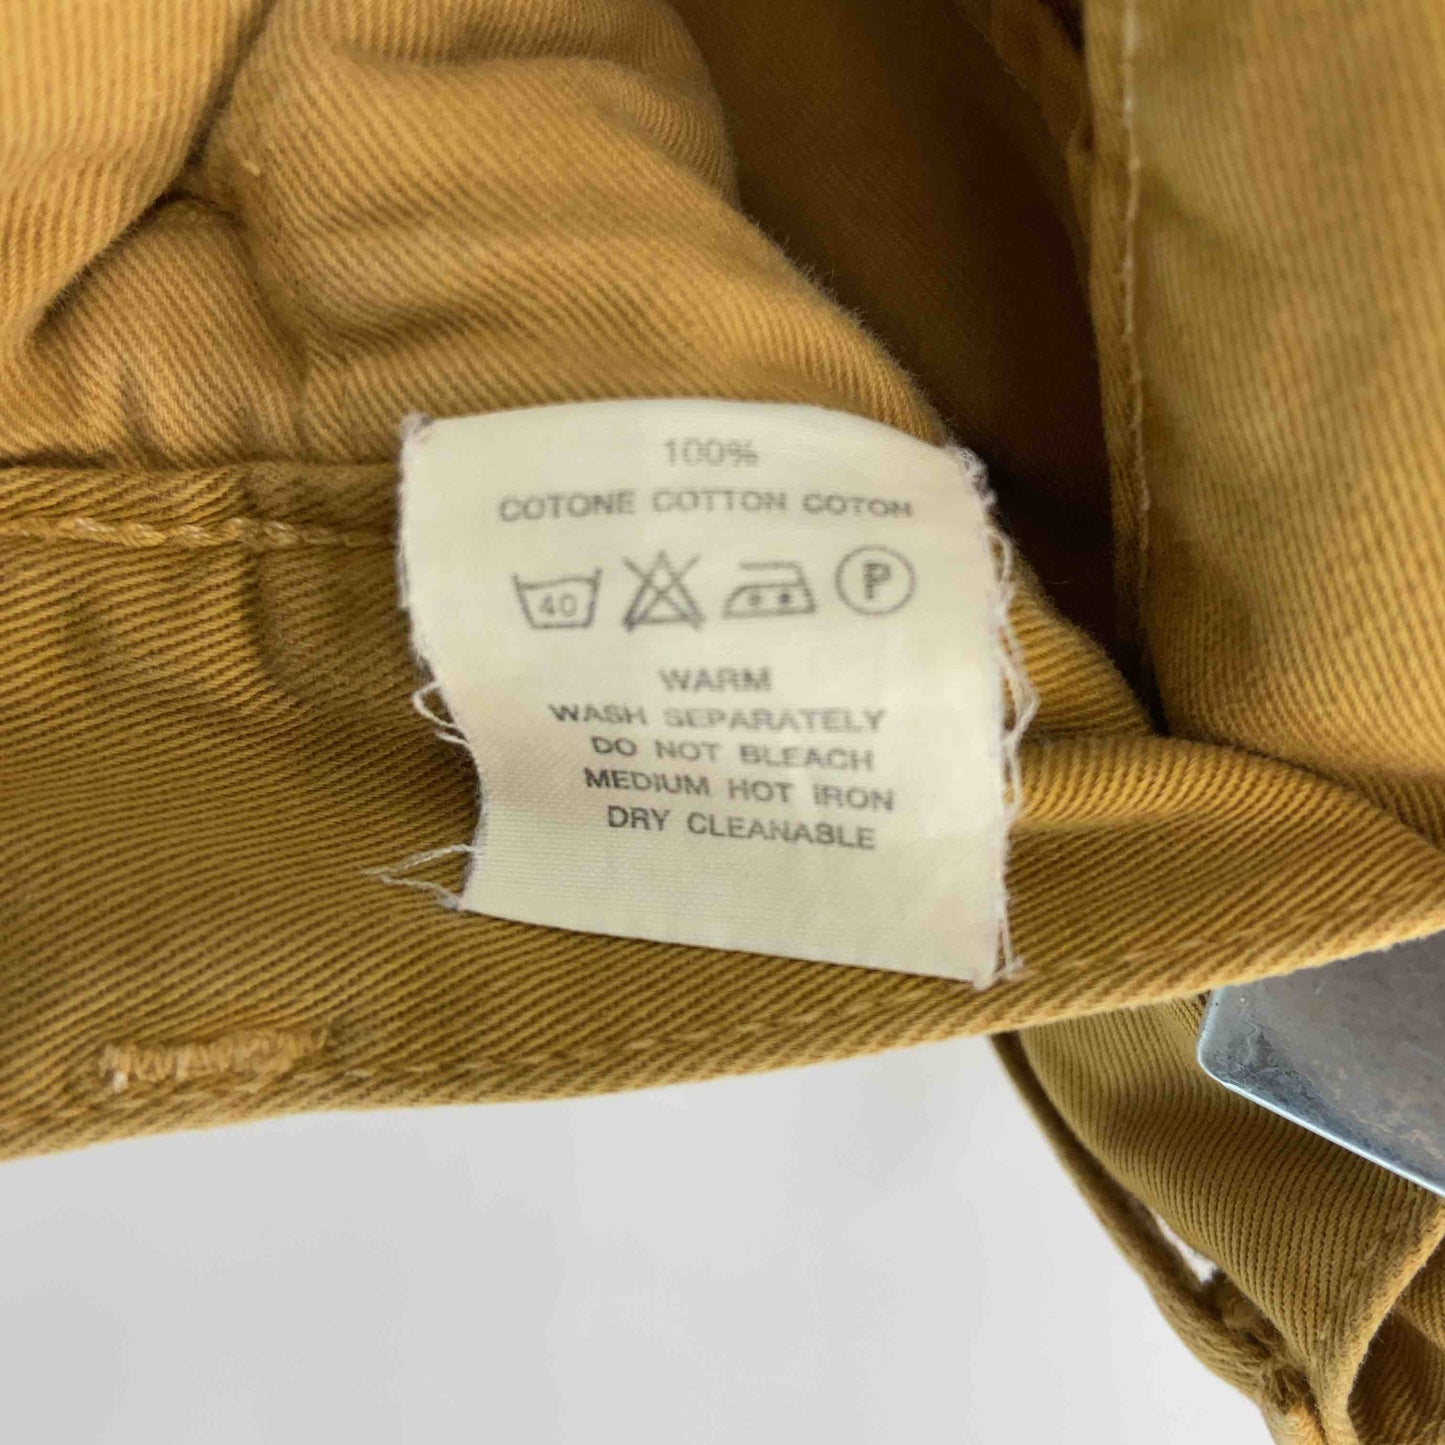 100%
COTONE COTTON COTON
40 P
WARM
WASH SEPARATELY
DO NOT BLEACH
MEDIUM HOT IRON
DRY CLEANABLE